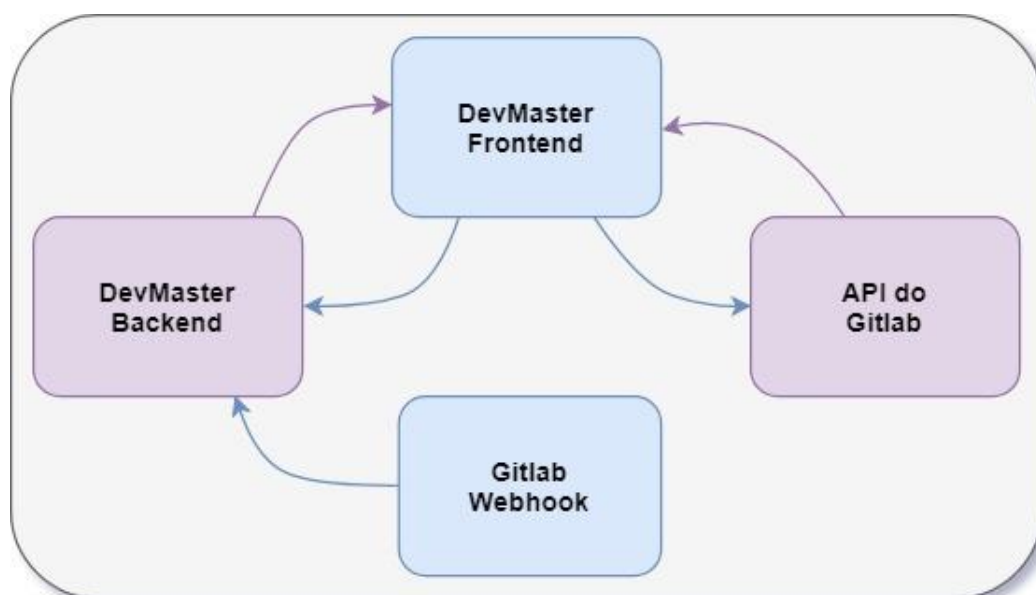 DevMaster
Frontend
DevMaster
Backend
API do
Gitlab
Gitlab
Webhook